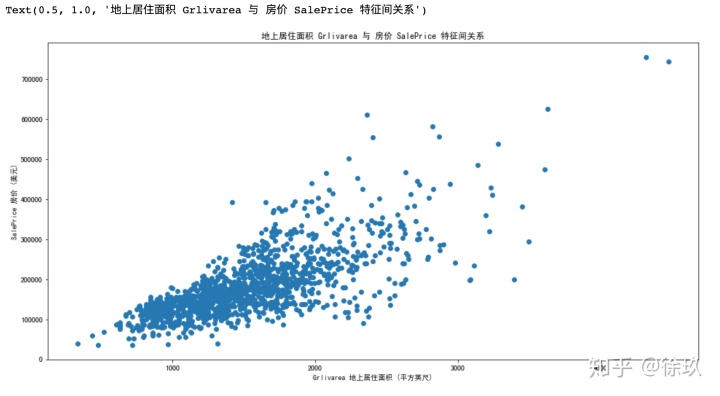 Text(0.5, 1.0, '地上居住面积 Grlivarea 与 房价 SalePrice 特征间关系')
地上居住面积 Grlivarea 与 房价 SalePrice 特征间关系
SalePrice 房价 (美元)
700000
600000
500000
400000
300000
200000
100000
0
1000
2000
3000
Grlivarea 地上居住面积 (平方英尺)
知乎 @徐玖